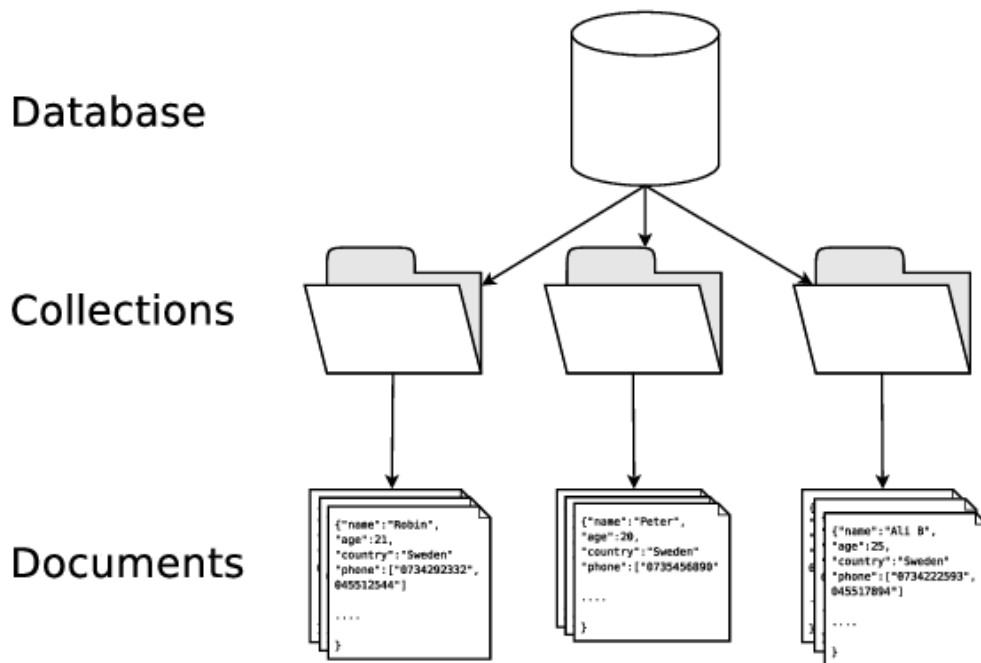 Database
Collections
Documents
{"name":"Robin",
"age":21,
"country":"Sweden"
"phone":["0734292332",
045512544"]
....
}
{"name":"Peter",
"age":20,
"country":"Sweden"
"phone":["0735456890"
....
}
{"name":"Ali B",
"age":25,
"country":"Sweden"
"phone":["0734222593",
045517894"]
....
}